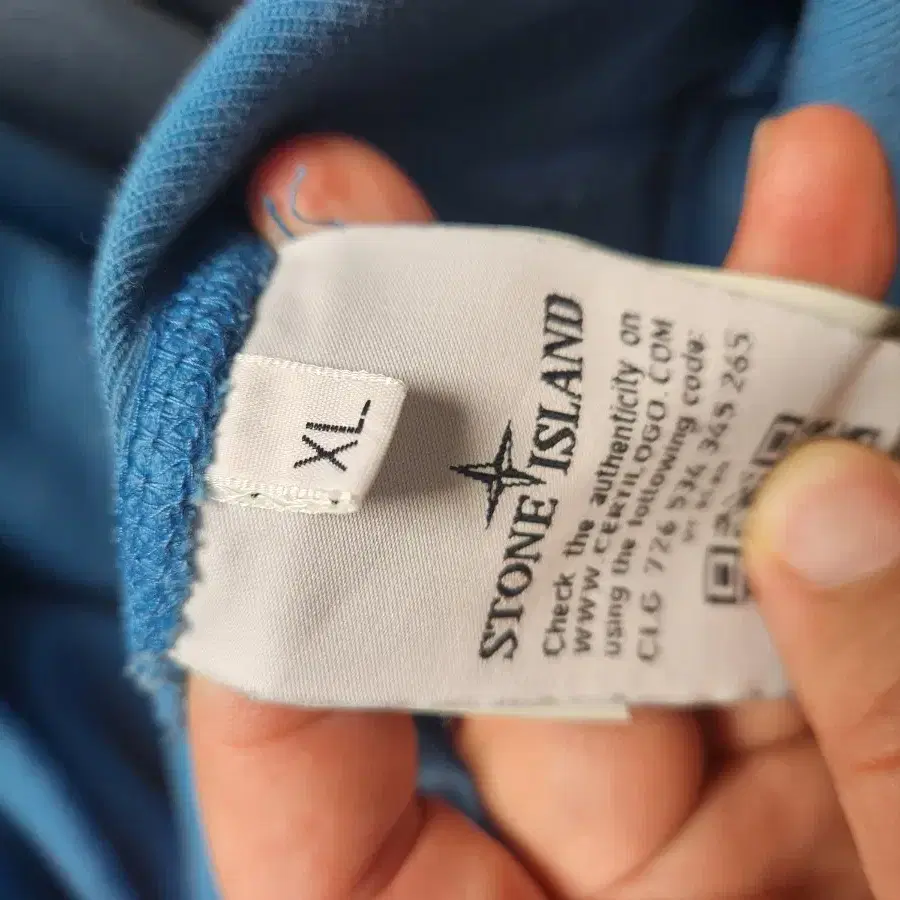 XL
STONE ISLAND
Check the authenticity on
WWW.CERTILOGO.COM
using the following code:
CLG 726 534 345 265